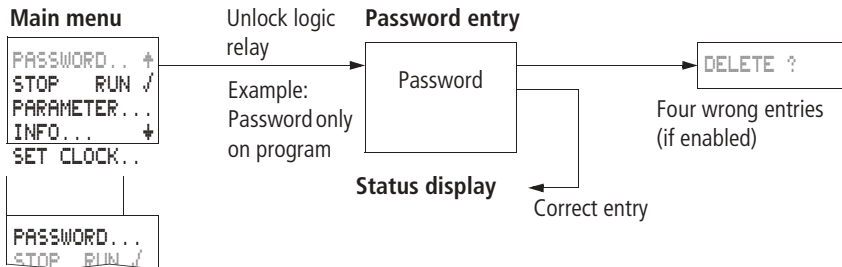 Main menu
PASSWORD..
STOP RUN √
PARAMETER...
INFO...
SET CLOCK..
PASSWORD...
STOP RUN √
Unlock logic
relay
Example:
Password only
on program
Password entry
Password
Status display
Correct entry
DELETE ?
Four wrong entries
(if enabled)